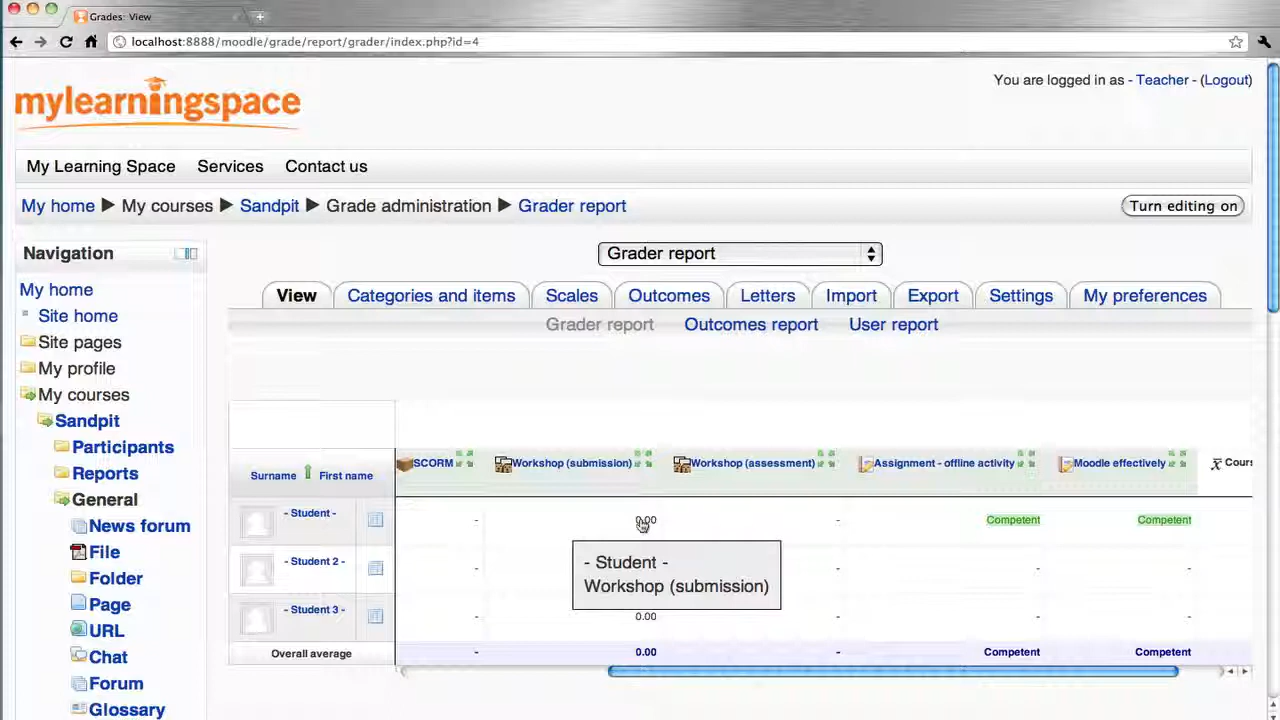 Grades: View
localhost:8888/moodle/grade/report/grader/index.php?id=4
You are logged in as - Teacher - (Logout)
mylearningspace
My Learning Space Services Contact us
My home ▶ My courses ▶ Sandpit ▶ Grade administration ▶ Grader report
Turn editing on
Navigation
My home
Site home
Site pages
My profile
My courses
Sandpit
Participants
Reports
General
News forum
File
Folder
Page
URL
Chat
Forum
Glossary
Grader report
View Categories and items Scales Outcomes Letters Import Export Settings My preferences
Grader report Outcomes report User report
Surname First name SCORM Workshop (submission) Workshop (assessment) Assignment - offline activity Moodle effectively Cour
- Student - - 0.00 - Competent Competent
- Student -
Workshop (submission)
- Student 2 - - - - -
- Student 3 - - 0.00 - - -
Overall average - 0.00 - Competent Competent